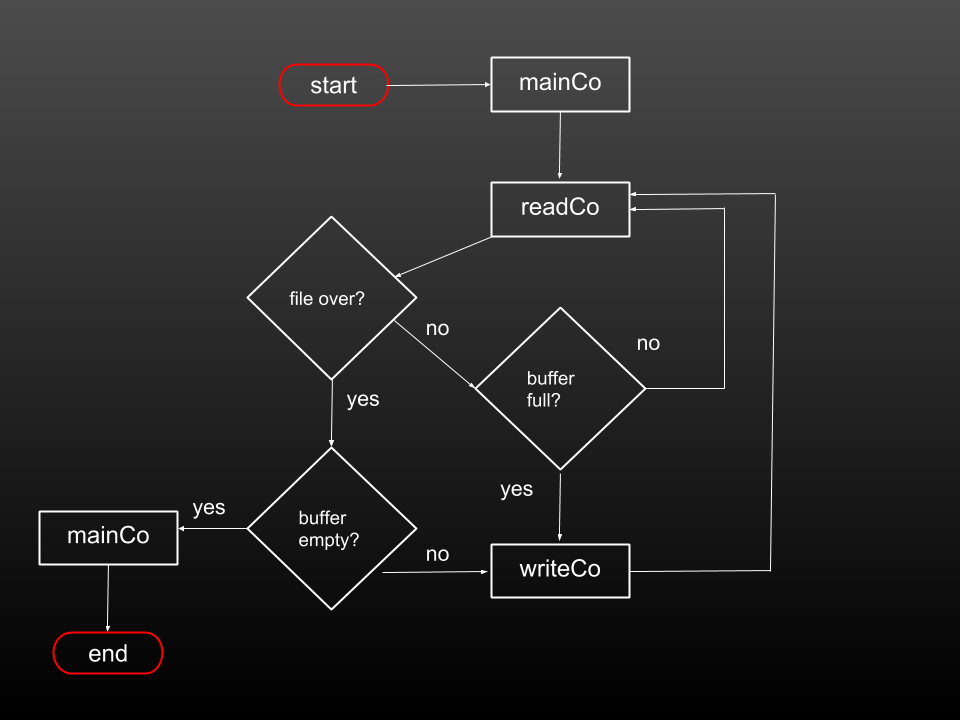 start
mainCo
readCo
file over?
no
no
buffer
full?
yes
yes
yes
buffer
empty?
mainCo
no
writeCo
end